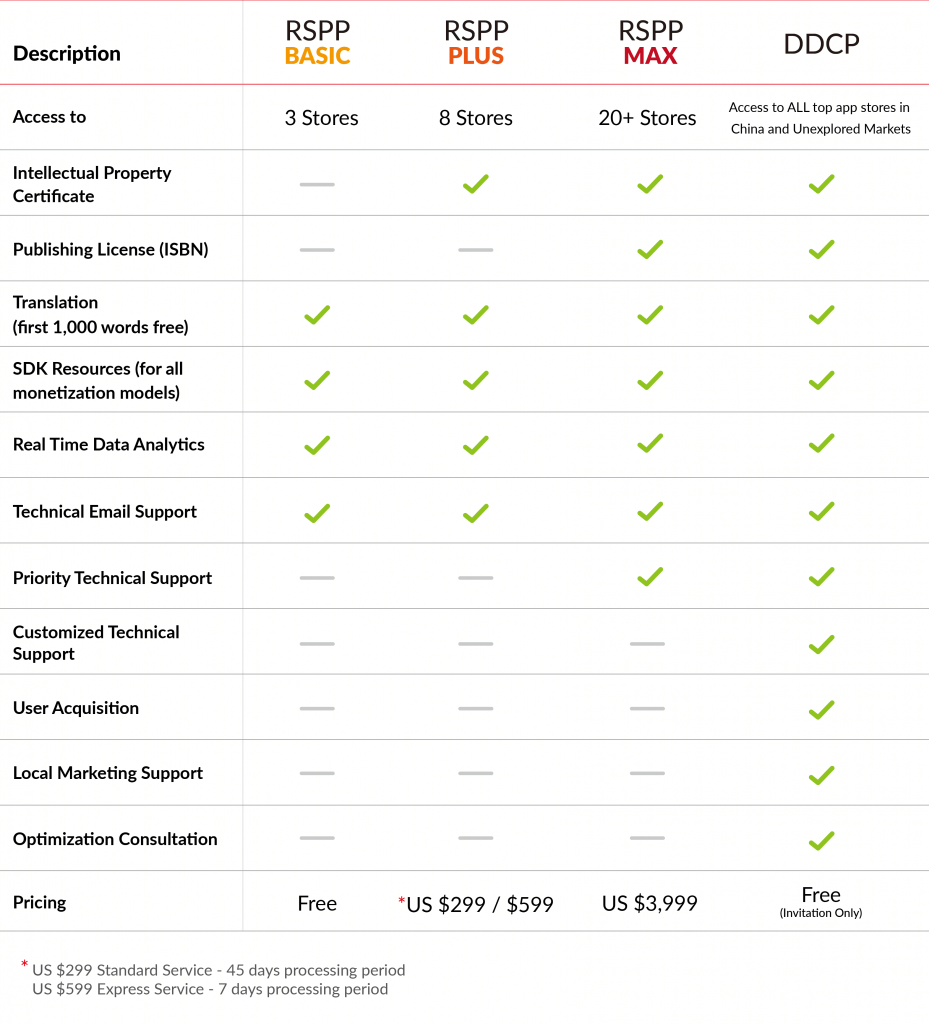 Description
RSPP
BASIC
RSPP
PLUS
RSPP
MAX
DDCP
Access to
3 Stores
8 Stores
20+ Stores
Access to ALL top app stores in
China and Unexplored Markets
Intellectual Property
Certificate
Publishing License (ISBN)
Translation
(first 1,000 words free)
SDK Resources (for all
monetization models)
Real Time Data Analytics
Technical Email Support
Priority Technical Support
Customized Technical
Support
User Acquisition
Local Marketing Support
Optimization Consultation
Pricing
Free
*US $299 / $599
US $3,999
Free
(Invitation Only)
* US $299 Standard Service - 45 days processing period
US $599 Express Service - 7 days processing period